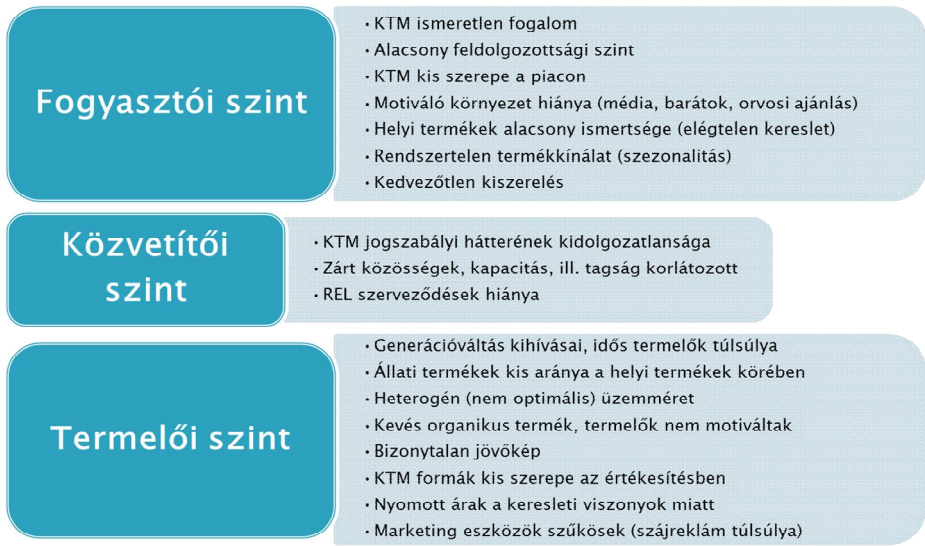 Fogyasztói szint
• KTM ismeretlen fogalom
• Alacsony feldolgozottsági szint
• KTM kis szerepe a piacon
• Motiváló környezet hiánya (média, barátok, orvosi ajánlás)
• Helyi termékek alacsony ismertsége (elégtelen kereslet)
• Rendszertelen termékkínálat (szezonalitás)
• Kedvezőtlen kiszerelés
Közvetítői
szint
• KTM jogszabályi hátterének kidolgozatlansága
• Zárt közösségek, kapacitás, ill. tagság korlátozott
• REL szerveződések hiánya
Termelői szint
• Generációváltás kihívásai, idős termelők túlsúlya
• Állati termékek kis aránya a helyi termékek körében
• Heterogén (nem optimális) üzemméret
• Kevés organikus termék, termelők nem motiváltak
• Bizonytalan jövőkép
• KTM formák kis szerepe az értékesítésben
• Nyomott árak a keresleti viszonyok miatt
• Marketing eszközök szűkösek (szájreklám túlsúlya)